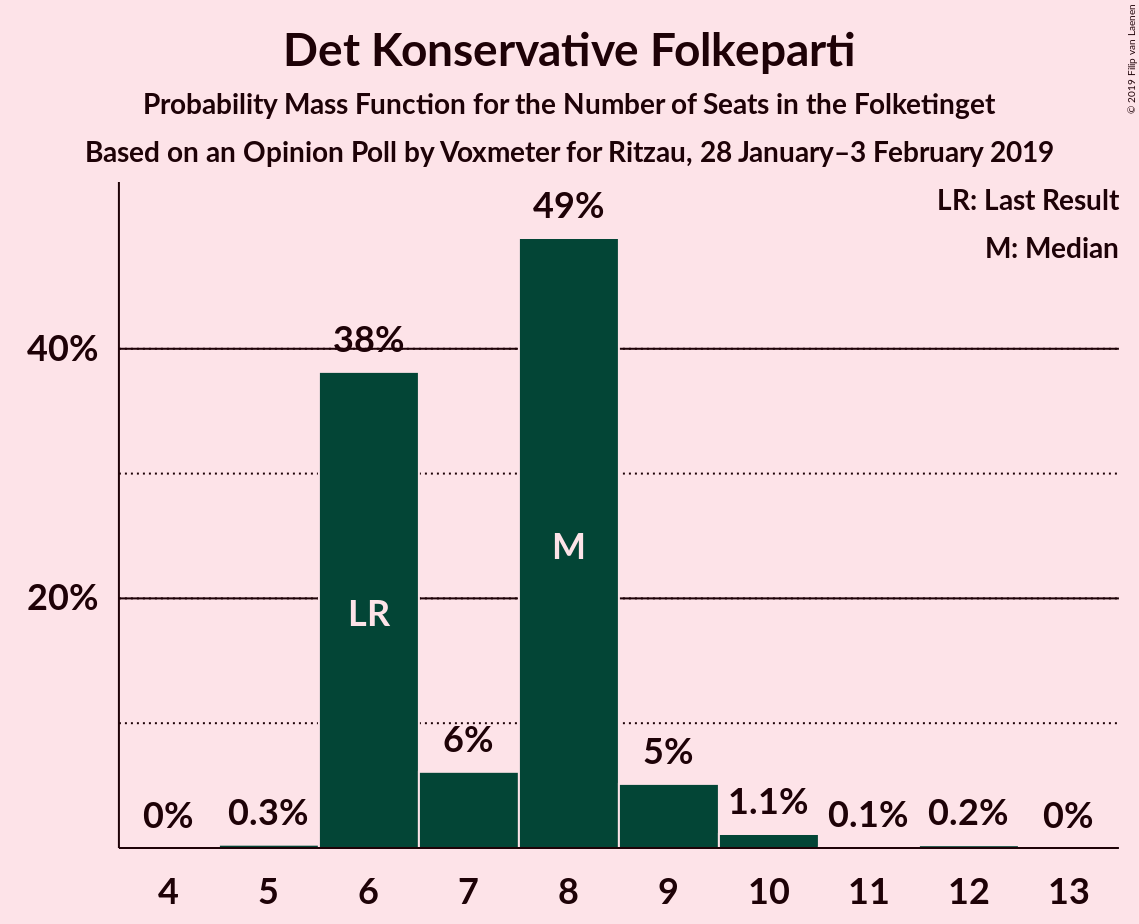 Det Konservative Folkeparti
Probability Mass Function for the Number of Seats in the Folketinget
Based on an Opinion Poll by Voxmeter for Ritzau, 28 January–3 February 2019
© 2019 Filip van Laenen
LR: Last Result
M: Median
49%
40%
38%
M
20%
LR
6%
5%
0%
0.3%
1.1%
0.1%
0.2%
0%
4 5 6 7 8 9 10 11 12 13